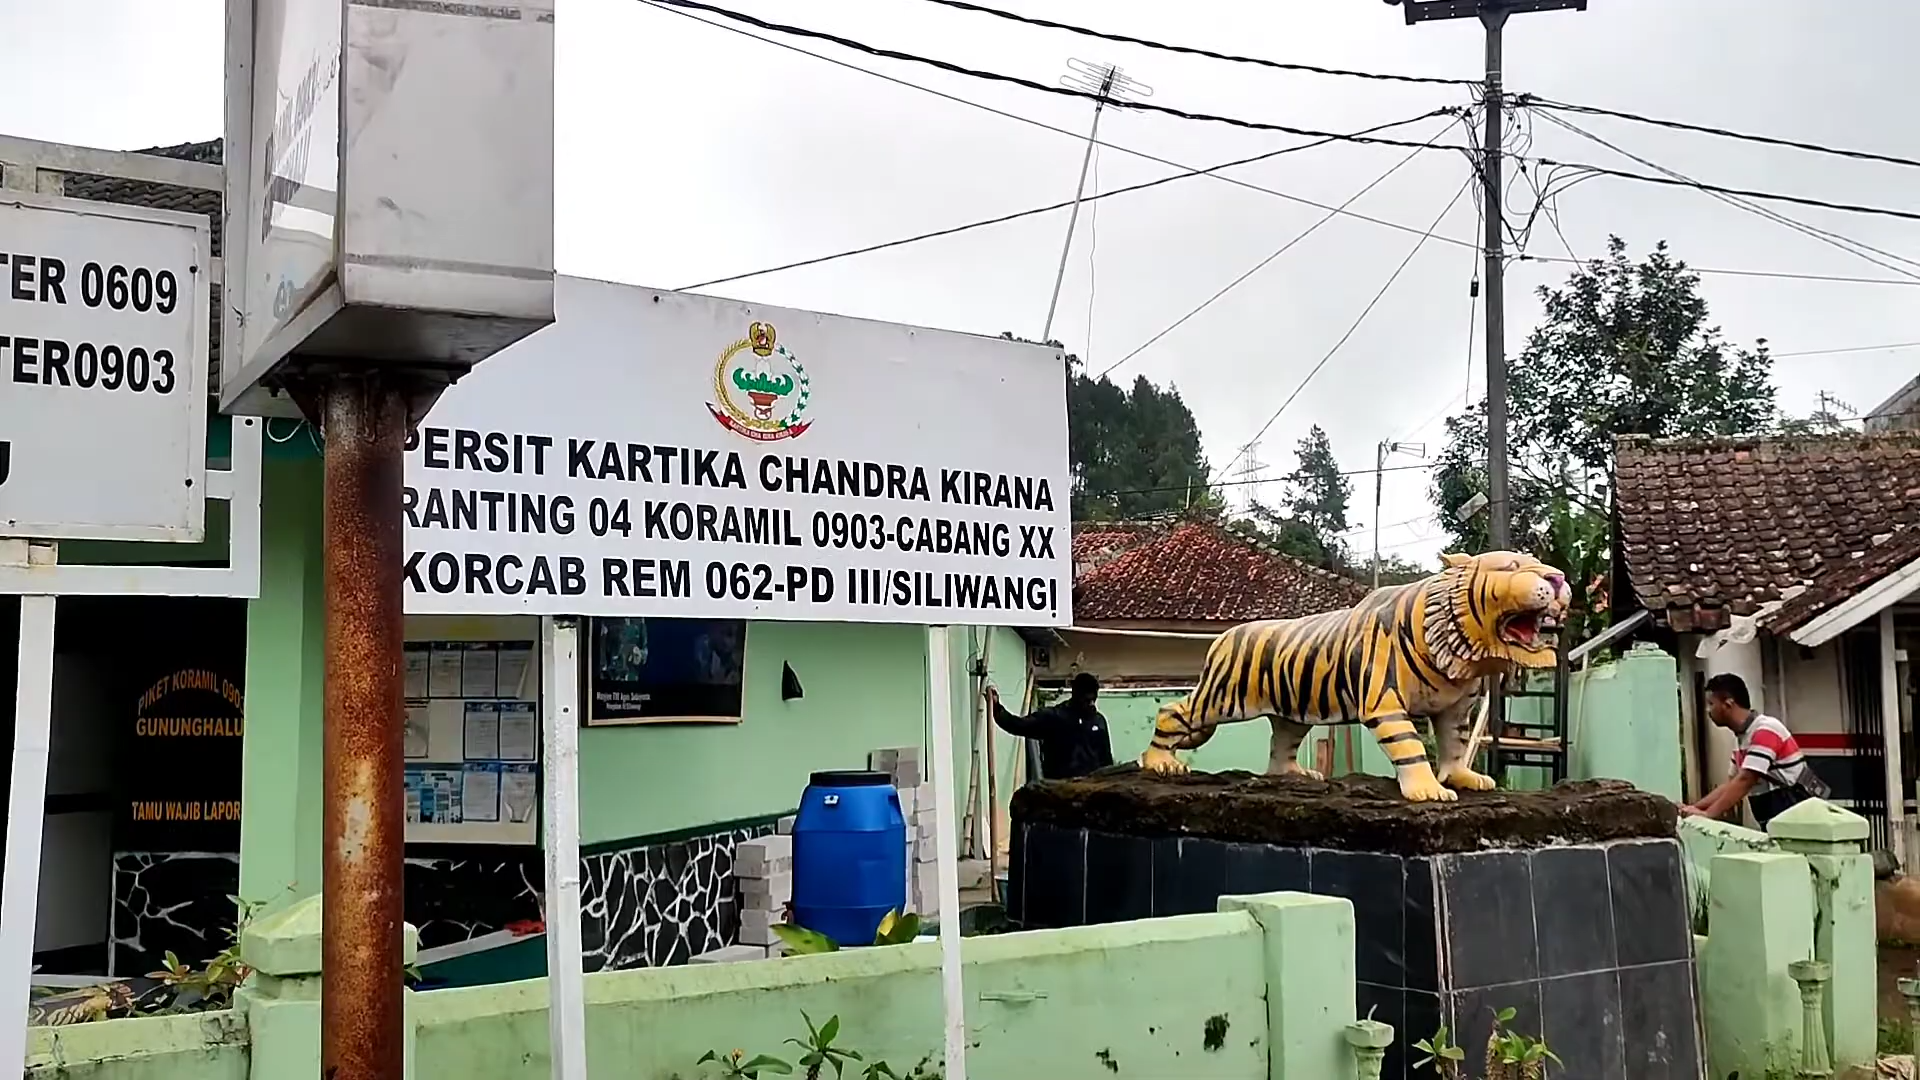 TER 0609
TER0903
U
PERSIT KARTIKA CHANDRA KIRANA
RANTING 04 KORAMIL 0903-CABANG XX
KORCAB REM 062-PD III/SILIWANGI
PIKET KORAMIL 0903
GUNUNGHALU
TAMU WAJIB LAPOR